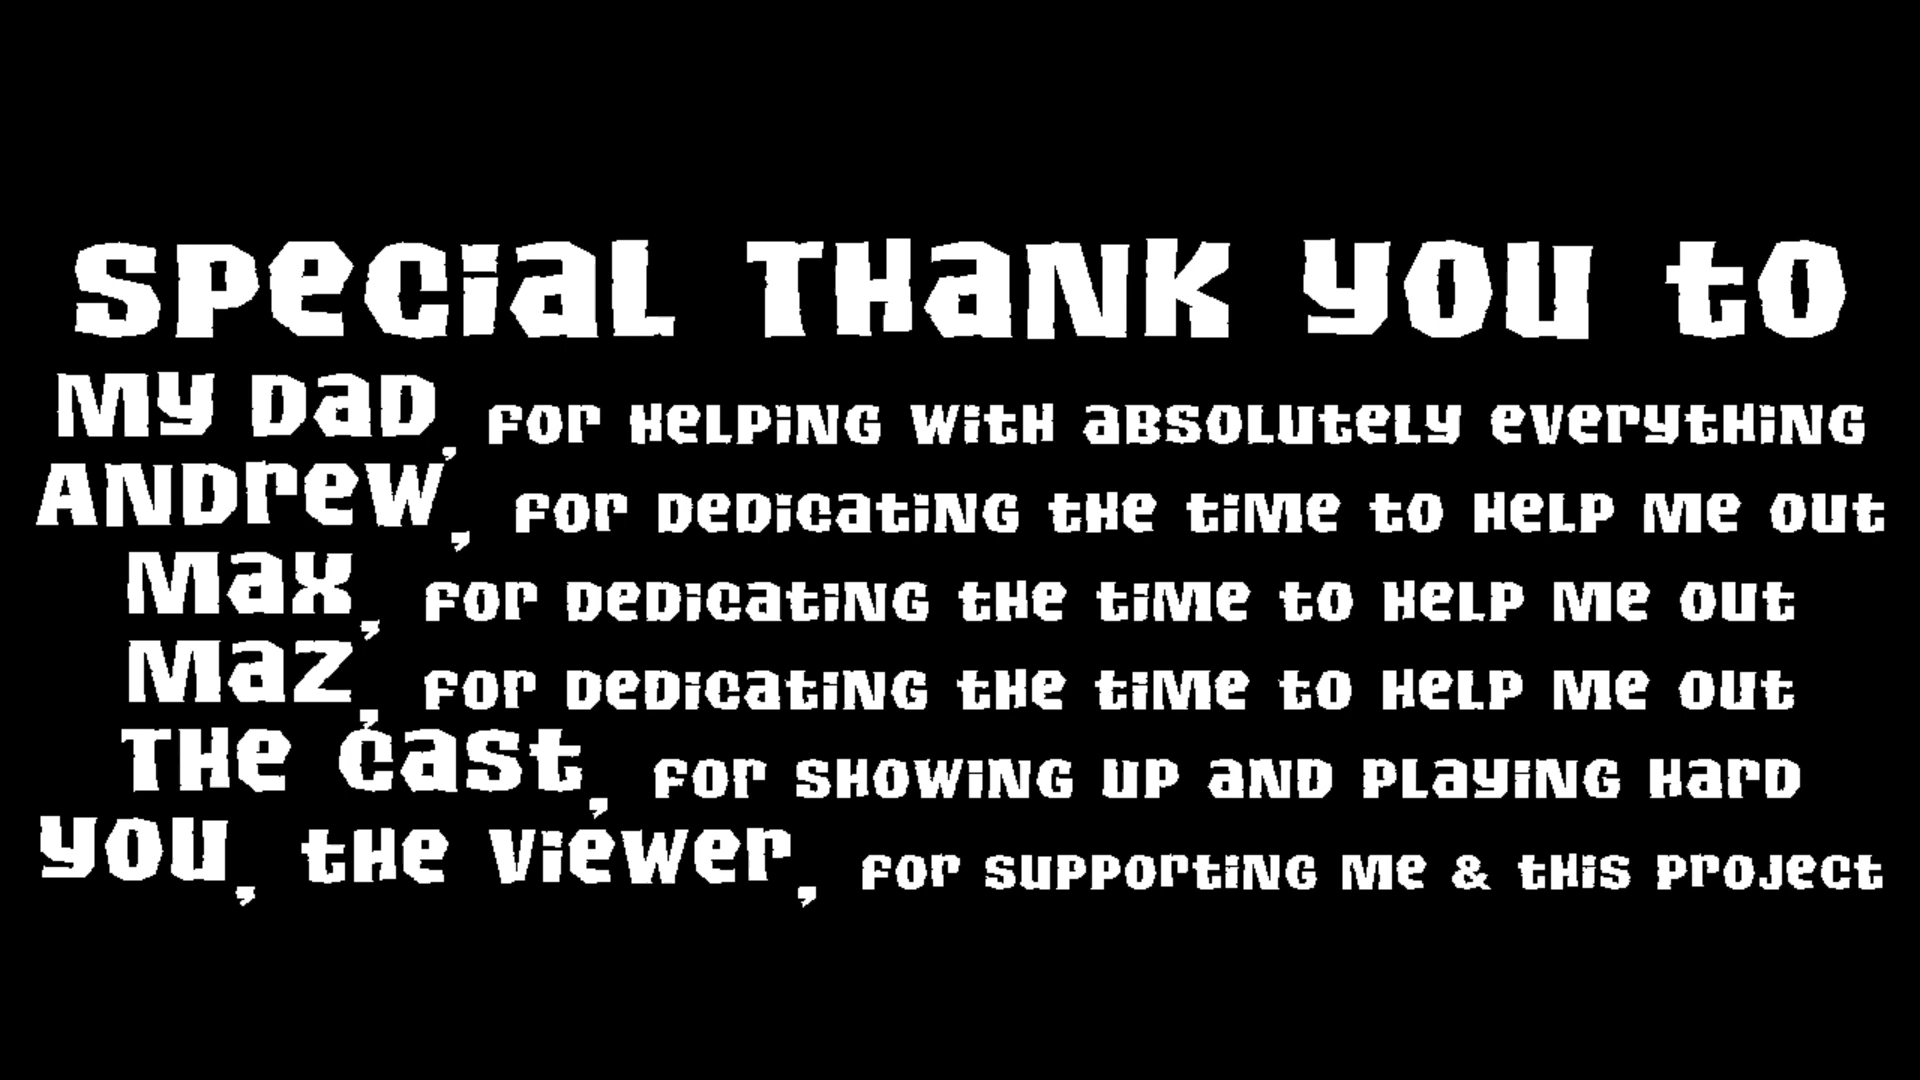 Special Thank you to
My Dad, for helping with absolutely everything
Andrew, for dedicating the time to help me out
Max, for dedicating the time to help me out
Maz, for dedicating the time to help me out
The cast, for showing up and playing hard
You, the viewer, for supporting me & this project